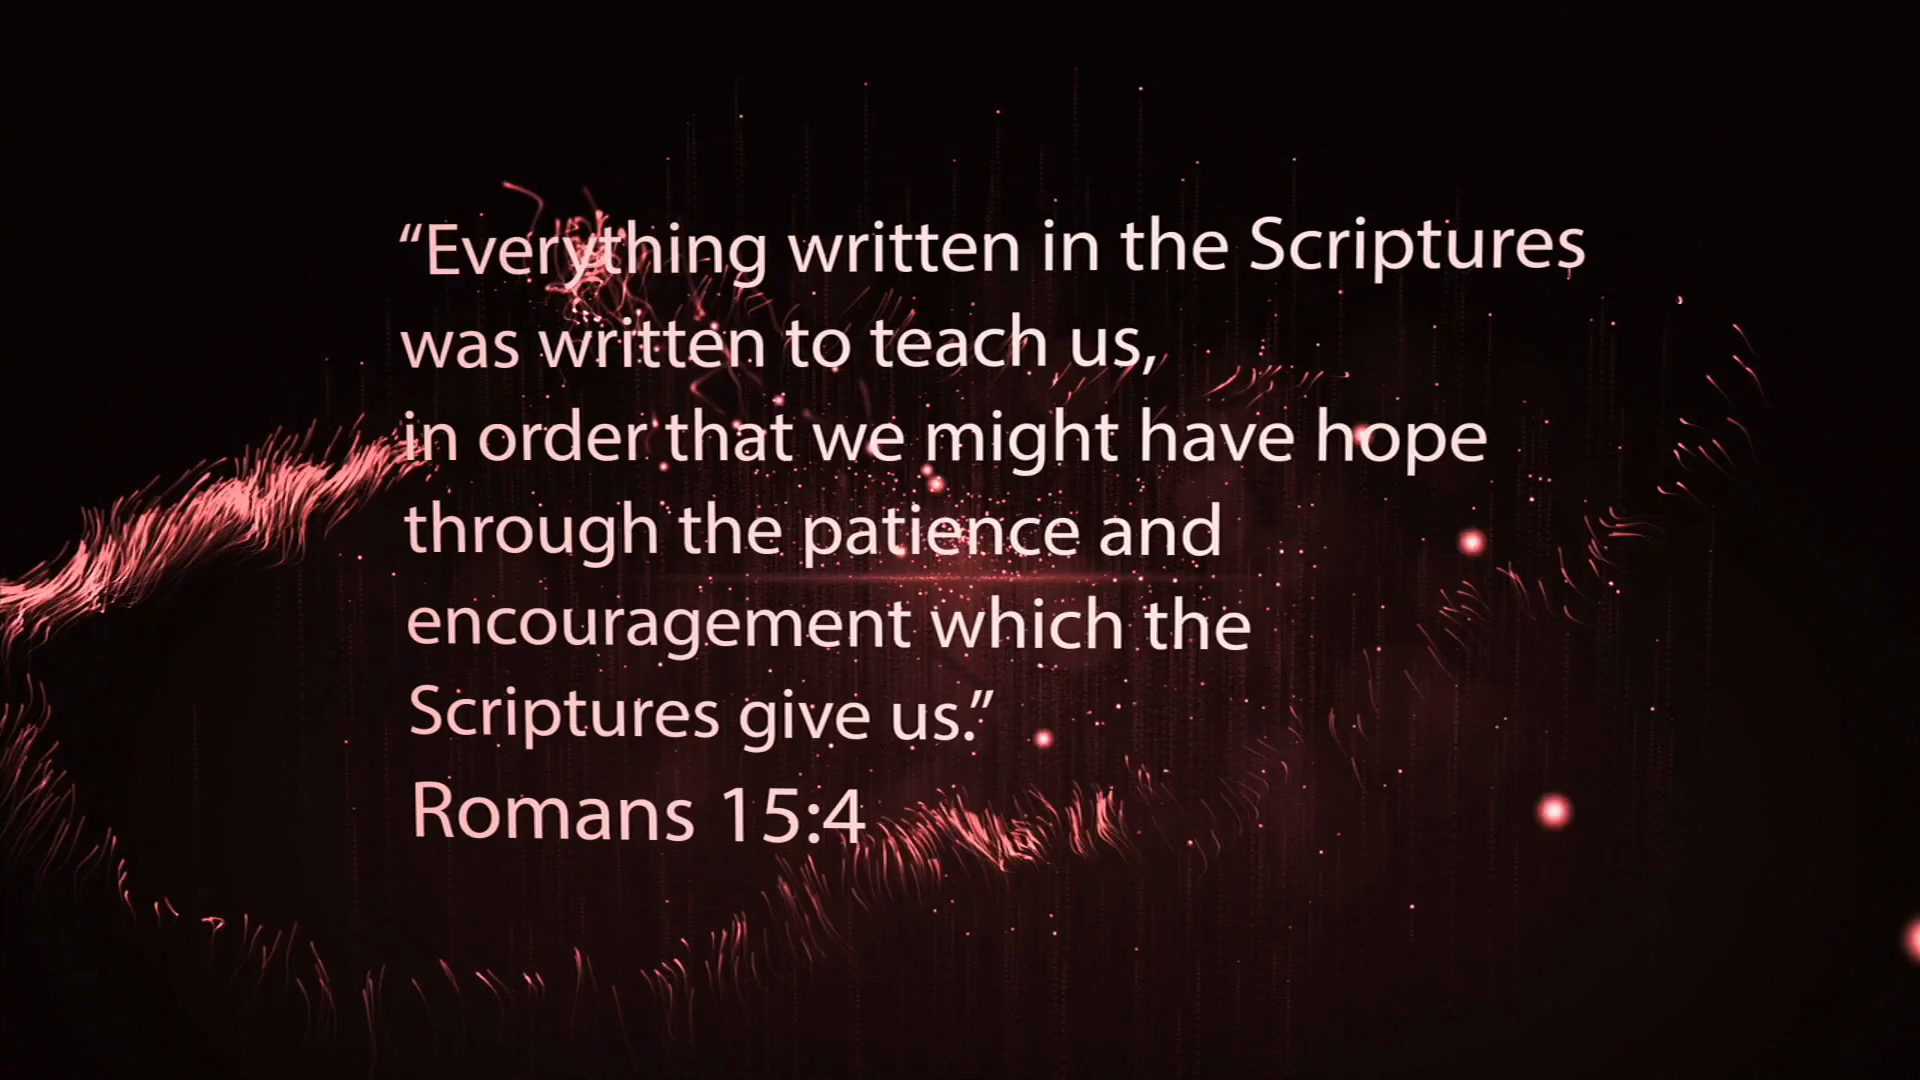 “Everything written in the Scriptures
was written to teach us,
in order that we might have hope
through the patience and
encouragement which the
Scriptures give us.”
Romans 15:4